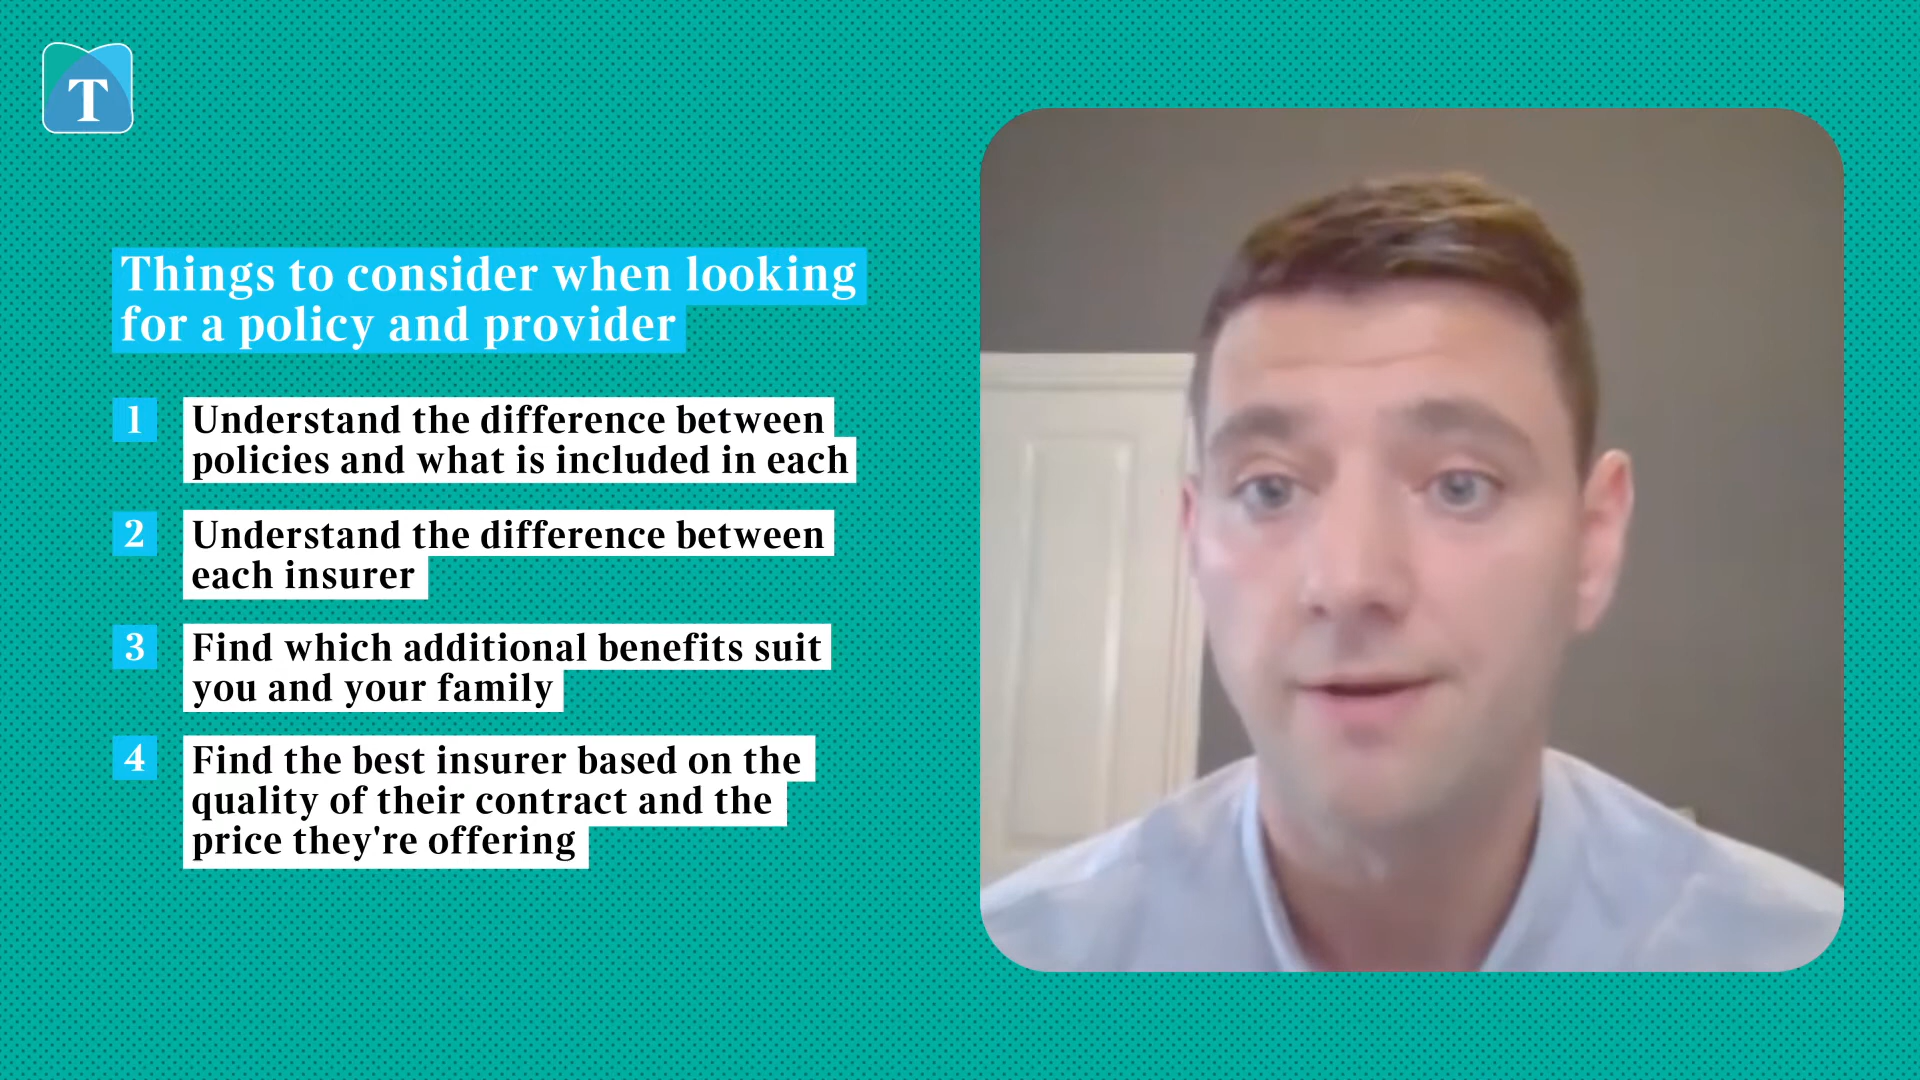 T
Things to consider when looking
for a policy and provider
1
Understand the difference between
policies and what is included in each
2
Understand the difference between
each insurer
3
Find which additional benefits suit
you and your family
4
Find the best insurer based on the
quality of their contract and the
price they're offering